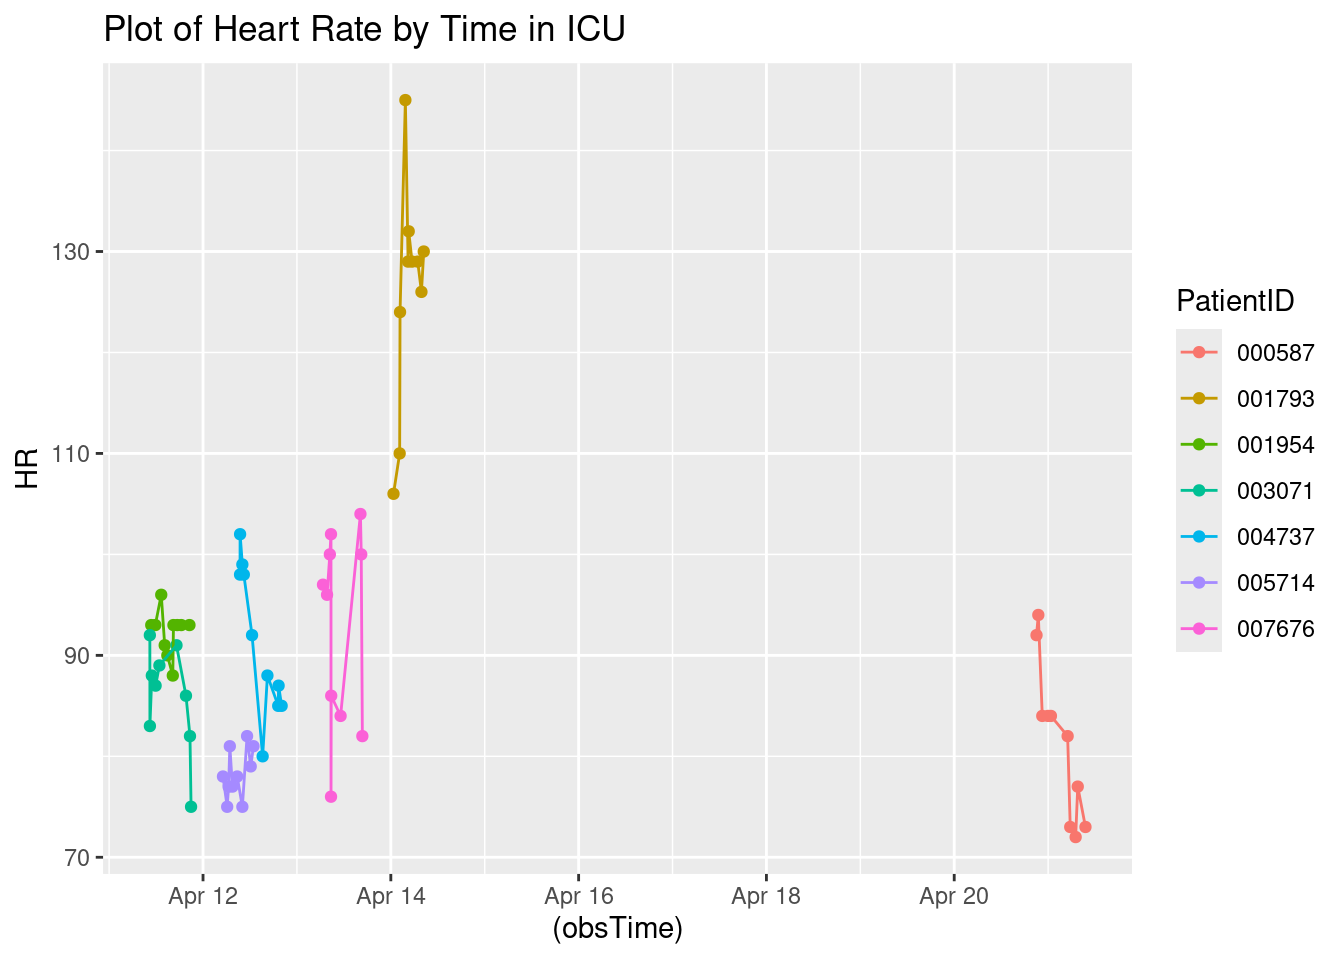 Plot of Heart Rate by Time in ICU
130
110
90
70
HR
Apr 12
Apr 14
Apr 16
Apr 18
Apr 20
(obsTime)
PatientID
000587
001793
001954
003071
004737
005714
007676